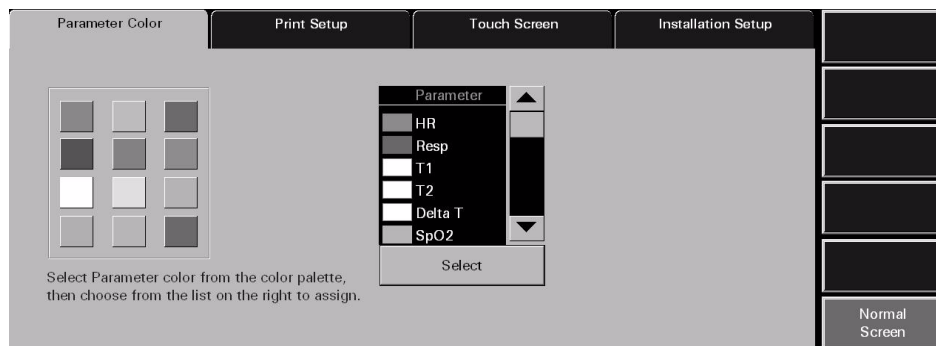 Parameter Color
Print Setup
Touch Screen
Installation Setup
Parameter
HR
Resp
T1
T2
Delta T
SpO2
Select
Select Parameter color from the color palette,
then choose from the list on the right to assign.
Normal
Screen